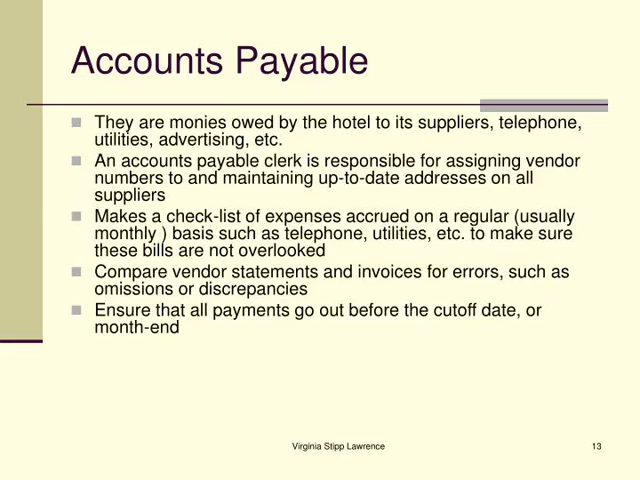 Accounts Payable
They are monies owed by the hotel to its suppliers, telephone,
utilities, advertising, etc.
An accounts payable clerk is responsible for assigning vendor
numbers to and maintaining up-to-date addresses on all
suppliers
Makes a check-list of expenses accrued on a regular (usually
monthly ) basis such as telephone, utilities, etc. to make sure
these bills are not overlooked
Compare vendor statements and invoices for errors, such as
omissions or discrepancies
Ensure that all payments go out before the cutoff date, or
month-end
Virginia Stipp Lawrence
13